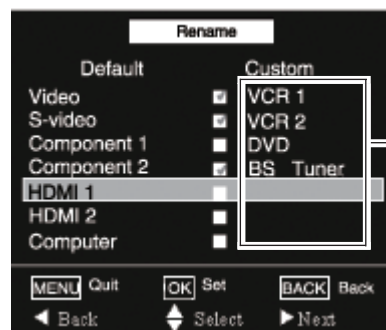 Rename
Default Custom
Video VCR 1
S-video VCR 2
Component 1 DVD
Component 2 BS Tuner
HDMI 1
HDMI 2
Computer
MENU Quit OK Set BACK Back
Back Select Next